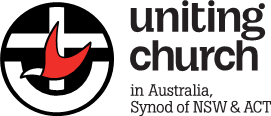 uniting
church
in Australia,
Synod of NSW & ACT